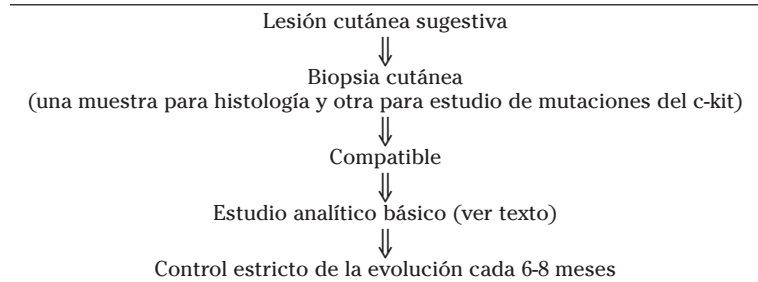 Lesión cutánea sugestiva
⇓
Biopsia cutánea
(una muestra para histología y otra para estudio de mutaciones del c-kit)
⇓
Compatible
⇓
Estudio analítico básico (ver texto)
⇓
Control estricto de la evolución cada 6-8 meses